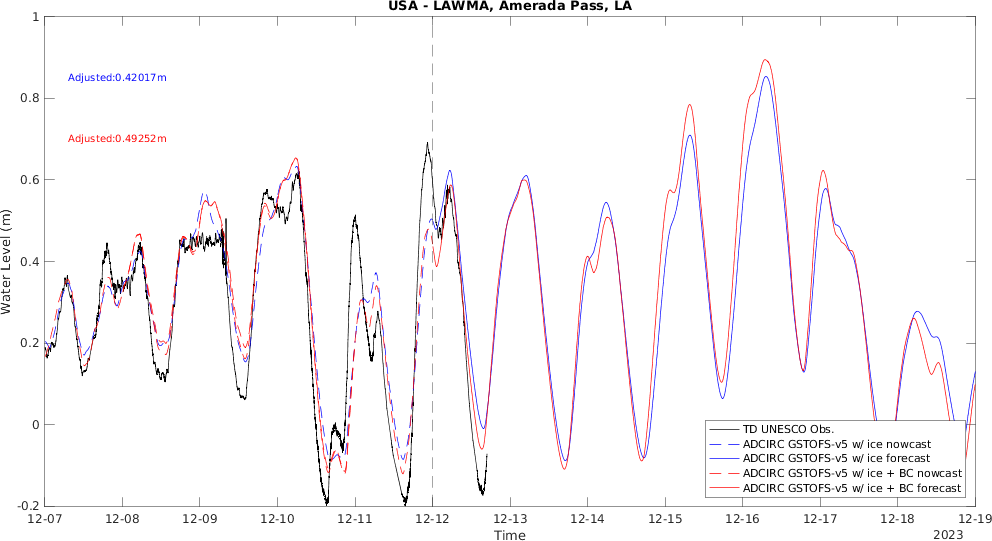 USA - LAWMA, Amerada Pass, LA
1
0.8
0.6
0.4
0.2
0
-0.2
Water Level (m)
Adjusted:0.42017m
Adjusted:0.49252m
TD UNESCO Obs.
ADCIRC GSTOFS-v5 w/ ice nowcast
ADCIRC GSTOFS-v5 w/ ice forecast
ADCIRC GSTOFS-v5 w/ ice + BC nowcast
ADCIRC GSTOFS-v5 w/ ice + BC forecast
12-07 12-08 12-09 12-10 12-11 12-12 12-13 12-14 12-15 12-16 12-17 12-18 12-19
Time
2023